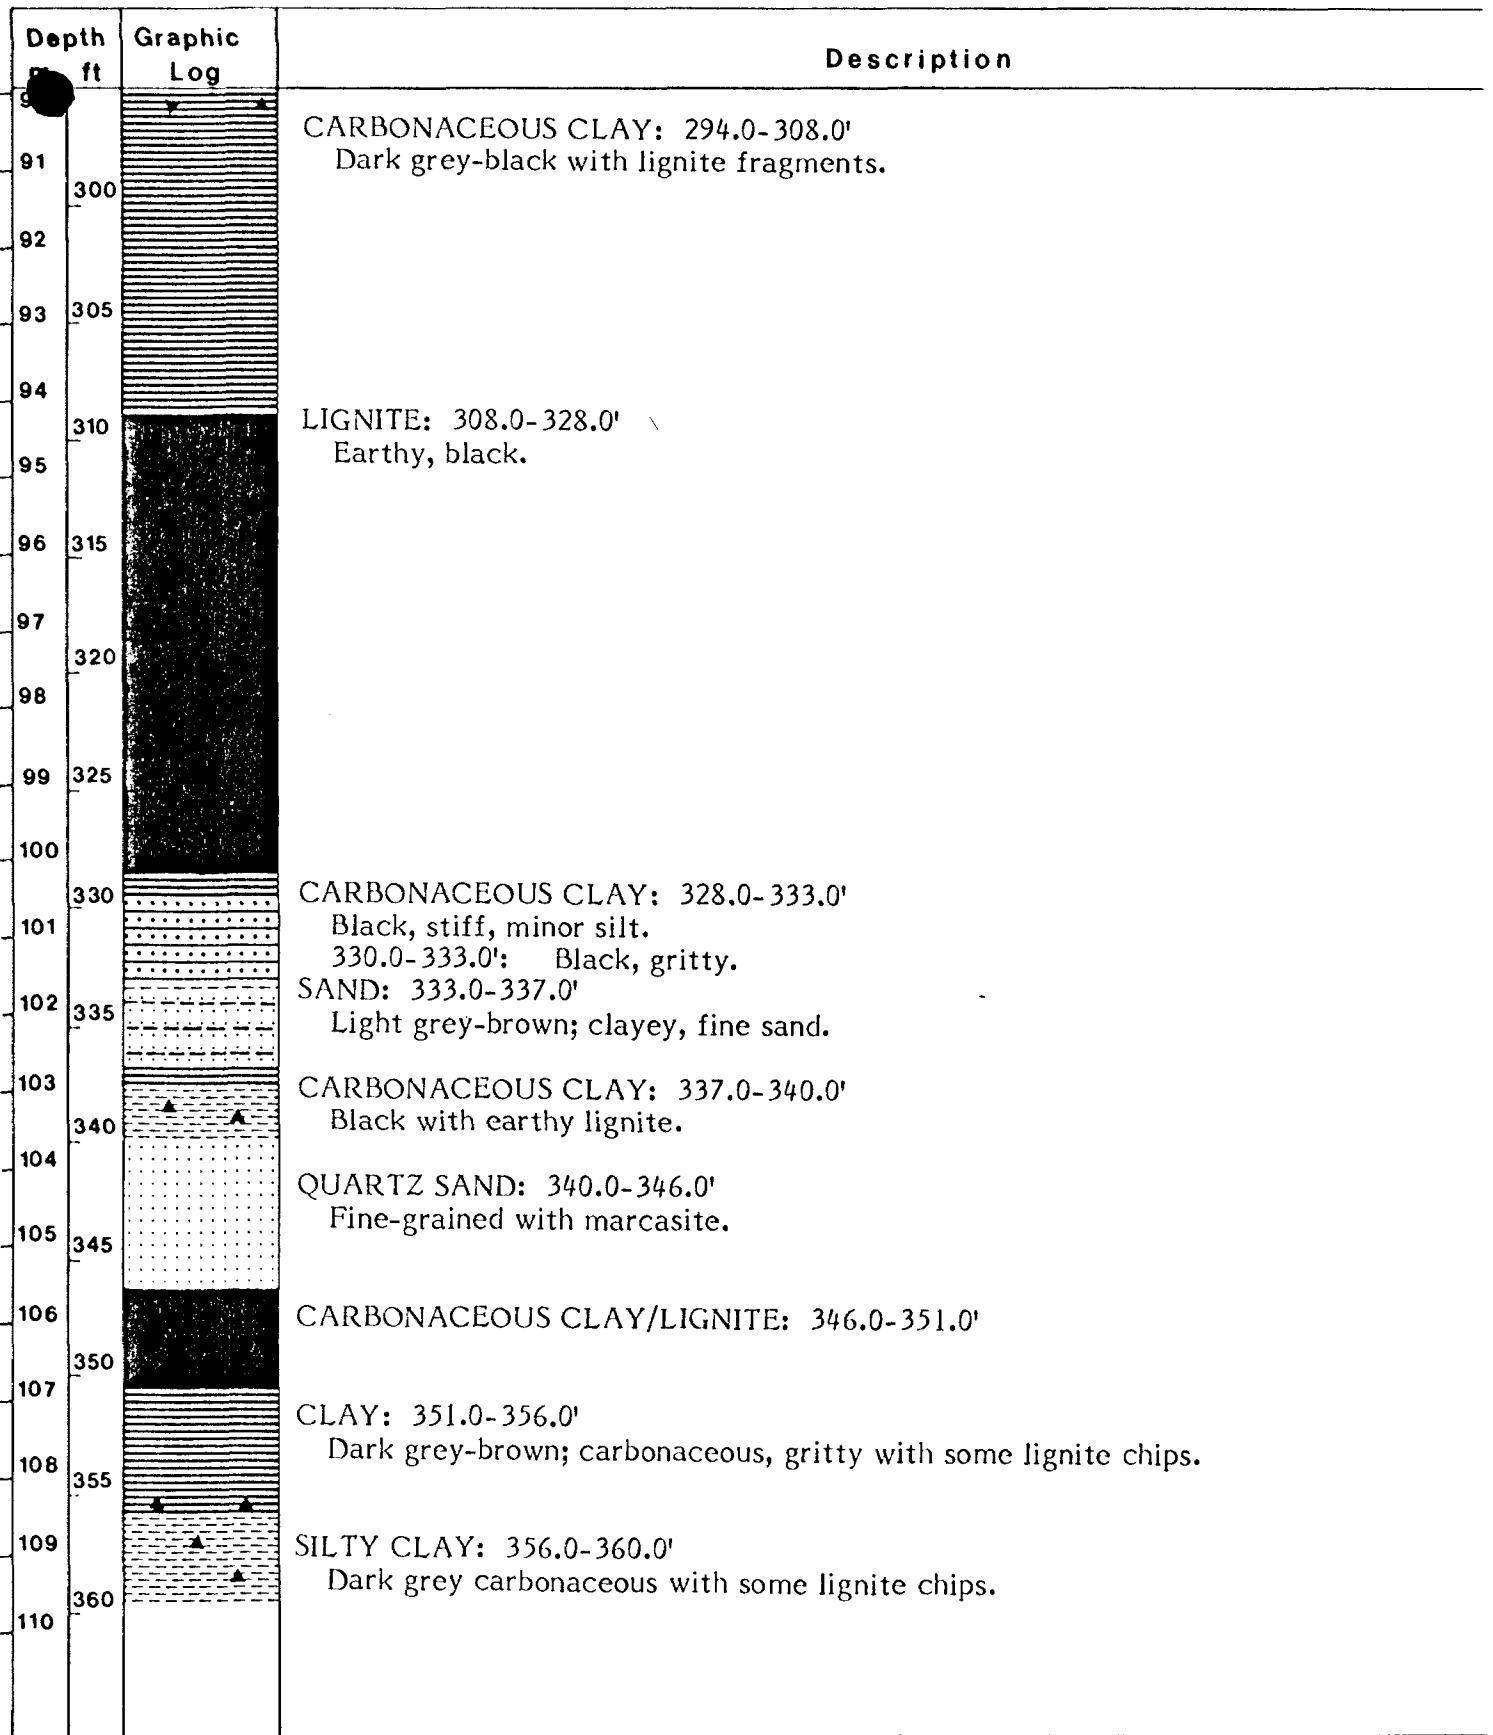 Depth Graphic
ft Log
Description
CARBONACEOUS CLAY: 294.0-308.0'
Dark grey-black with lignite fragments.
91
300
92
93 305
94
LIGNITE: 308.0-328.0'
310
Earthy, black.
95
96 315
97
320
98
99 325
100
330 CARBONACEOUS CLAY: 328.0-333.0'
101 Black, stiff, minor silt.
330.0-333.0': Black, gritty.
SAND: 333.0-337.0'
102 335
Light grey-brown; clayey, fine sand.
103 CARBONACEOUS CLAY: 337.0-340.0'
340 Black with earthy lignite.
104
QUARTZ SAND: 340.0-346.0'
Fine-grained with marcasite.
105 345
106 CARBONACEOUS CLAY/LIGNITE: 346.0-351.0'
350
107
CLAY: 351.0-356.0'
Dark grey-brown; carbonaceous, gritty with some lignite chips.
108 355
109 SILTY CLAY: 356.0-360.0'
Dark grey carbonaceous with some lignite chips.
360
110